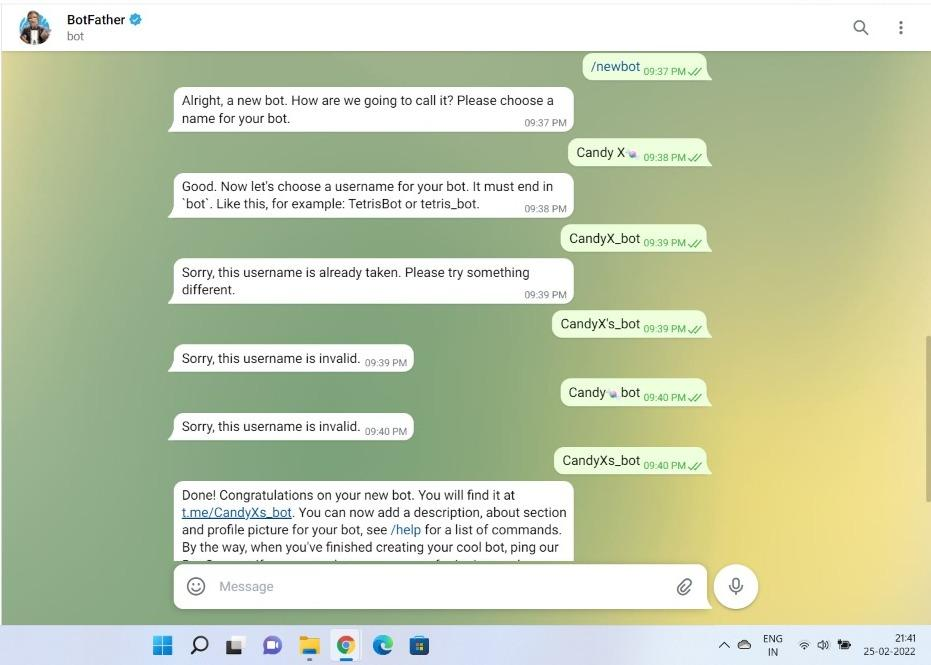 BotFather
bot
/newbot 09:37 PM
Alright, a new bot. How are we going to call it? Please choose a
name for your bot. 09:37 PM
Candy X🍬 09:38 PM
Good. Now let's choose a username for your bot. It must end in
`bot`. Like this, for example: TetrisBot or tetris_bot. 09:38 PM
CandyX_bot 09:39 PM
Sorry, this username is already taken. Please try something
different. 09:39 PM
CandyX's_bot 09:39 PM
Sorry, this username is invalid. 09:39 PM
Candy🍬bot 09:40 PM
Sorry, this username is invalid. 09:40 PM
CandyXs_bot 09:40 PM
Done! Congratulations on your new bot. You will find it at
t.me/CandyXs_bot. You can now add a description, about section
and profile picture for your bot, see /help for a list of commands.
By the way, when you've finished creating your cool bot, ping our
Message
ENG
IN
21:41
25-02-2022